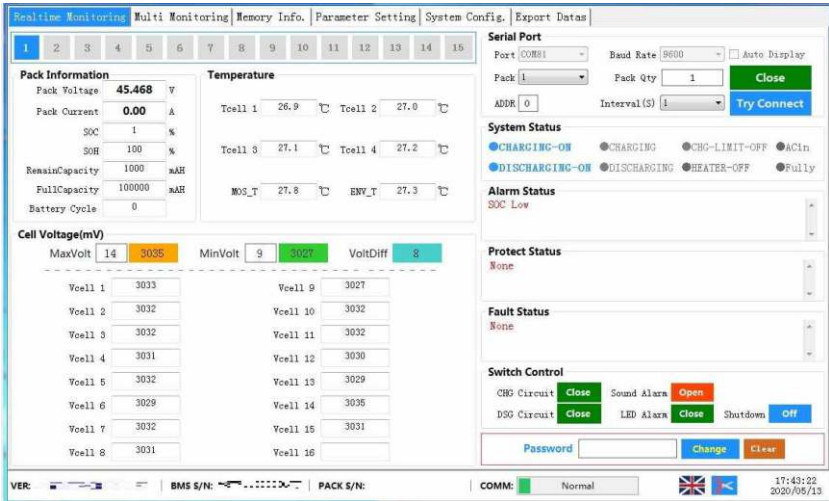 Realtime Monitoring Multi Monitoring Memory Info. Parameter Setting System Config. Export Datas
1 2 3 4 5 6 7 8 9 10 11 12 13 14 15
Pack Information
Pack Voltage 45.468 V
Pack Current 0.00 A
SOC 1 %
SOH 100 %
RemainCapacity 1000 mAH
FullCapacity 100000 mAH
Battery Cycle 0
Temperature
Tcell 1 26.9 ℃ Tcell 2 27.0 ℃
Tcell 3 27.1 ℃ Tcell 4 27.2 ℃
MOS_T 27.8 ℃ ENV_T 27.3 ℃
Cell Voltage(mV)
MaxVolt 14 3035 MinVolt 9 3027 VoltDiff 8
Vcell 1 3033 Vcell 9 3027
Vcell 2 3032 Vcell 10 3032
Vcell 3 3032 Vcell 11 3032
Vcell 4 3031 Vcell 12 3030
Vcell 5 3032 Vcell 13 3029
Vcell 6 3029 Vcell 14 3035
Vcell 7 3032 Vcell 15 3031
Vcell 8 3031 Vcell 16
Serial Port
Port COM81 Baud Rate 9600 Auto Display
Pack 1 Pack Qty 1 Close
ADDR 0 Interval(S) 1 Try Connect
System Status
CHARGING-ON CHARGING CHG-LIMIT-OFF ACin
DISCHARGING-ON DISCHARGING HEATER-OFF Fully
Alarm Status
SOC Low
Protect Status
None
Fault Status
None
Switch Control
CHG Circuit Close Sound Alarm Open
DSG Circuit Close LED Alarm Close Shutdown Off
Password Change Clear
VER: BMS S/N: PACK S/N: COMM: Normal 17:43:22
2020/05/13